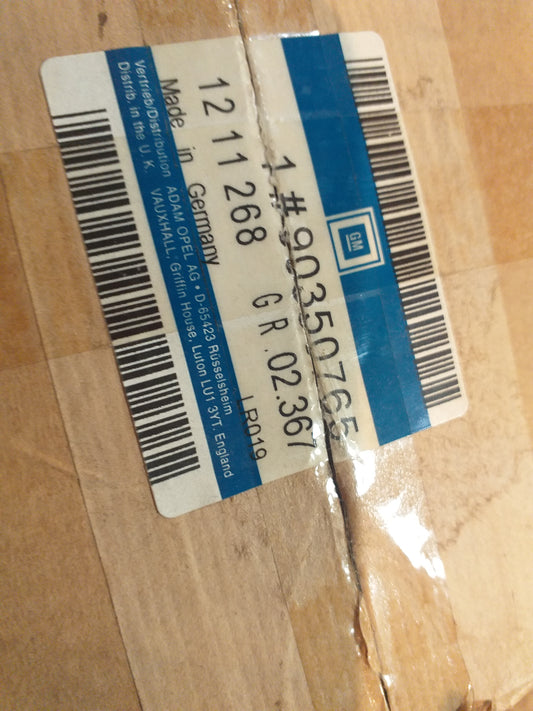 GM
1#90350765
12 11 268 GR.02.367
Made in Germany LR019
Vertrieb/Distribution ADAM OPEL AG • D-65423 Rüsselsheim
Distrib. in the U.K. VAUXHALL, Griffin House, Luton LU1 3YT. England